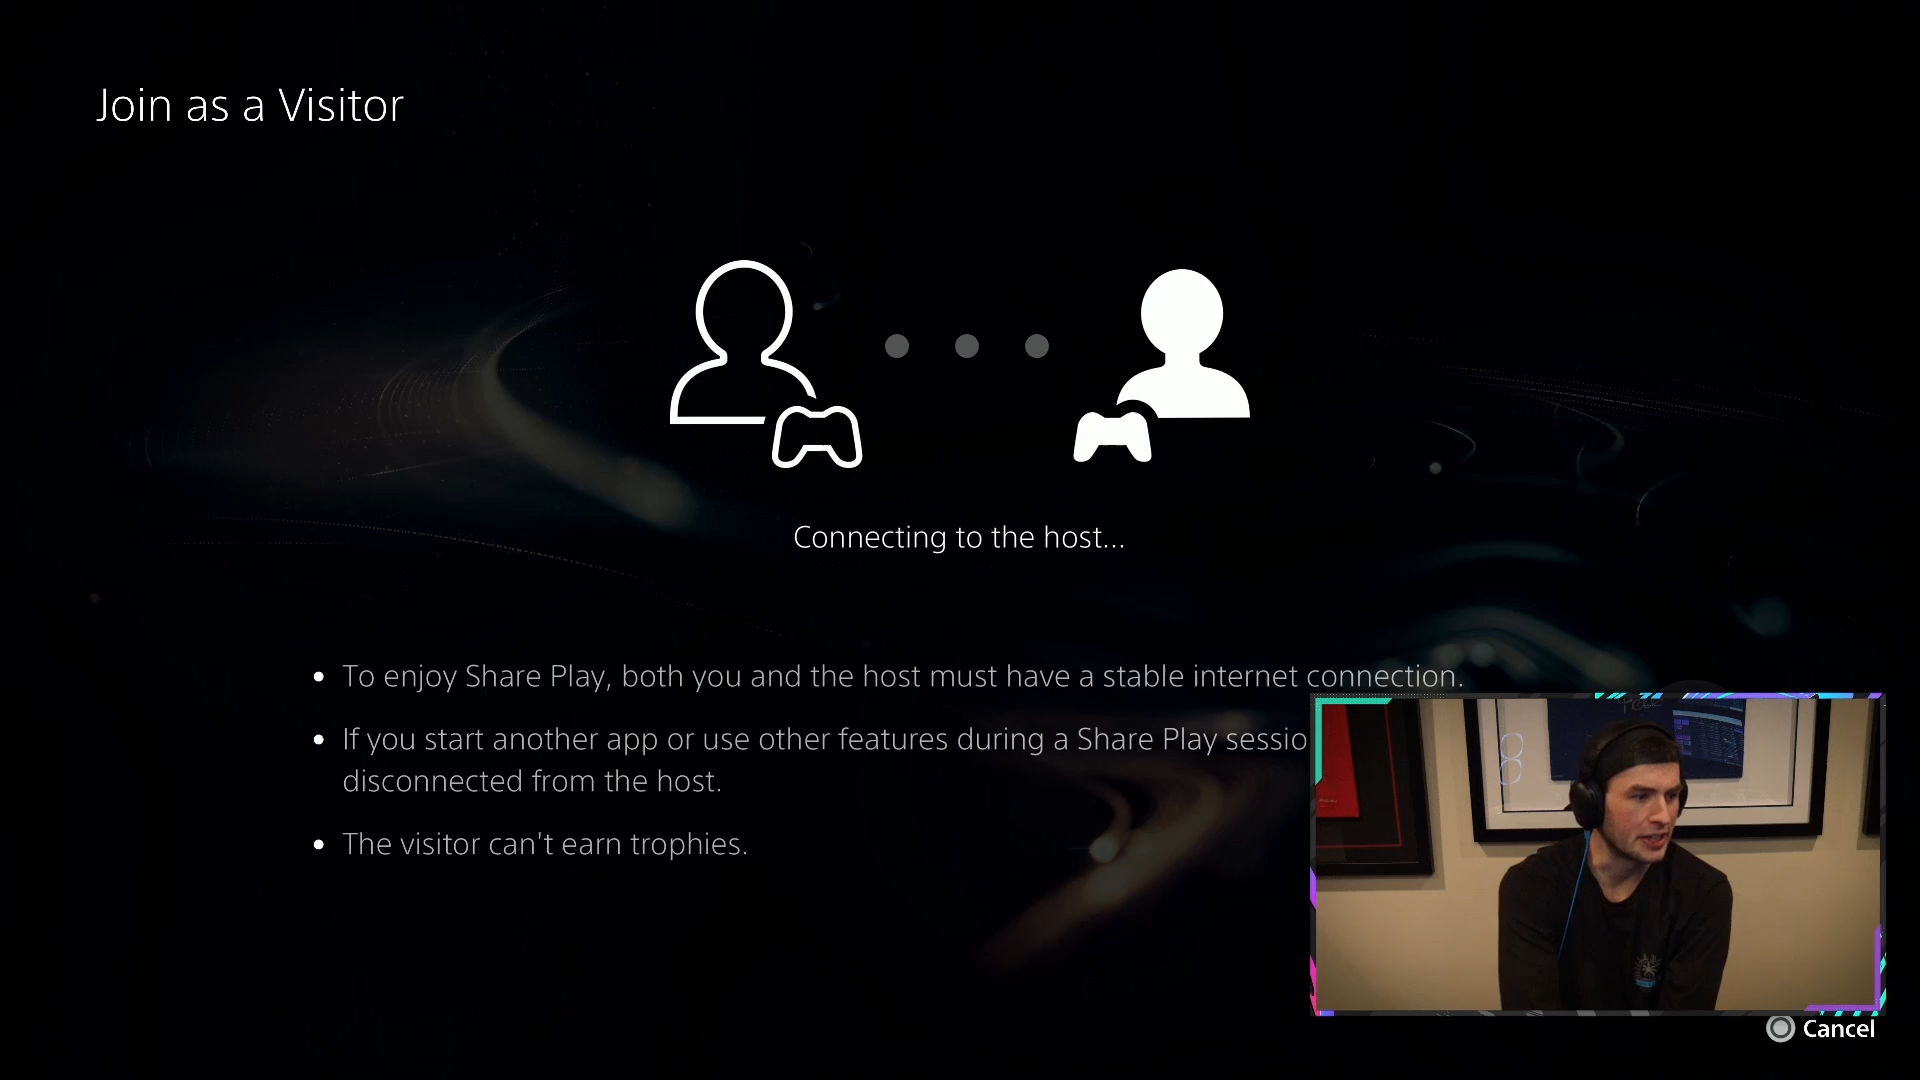 Join as a Visitor
Connecting to the host...
• To enjoy Share Play, both you and the host must have a stable internet connection.
• If you start another app or use other features during a Share Play sessio
disconnected from the host.
• The visitor can't earn trophies.
Cancel